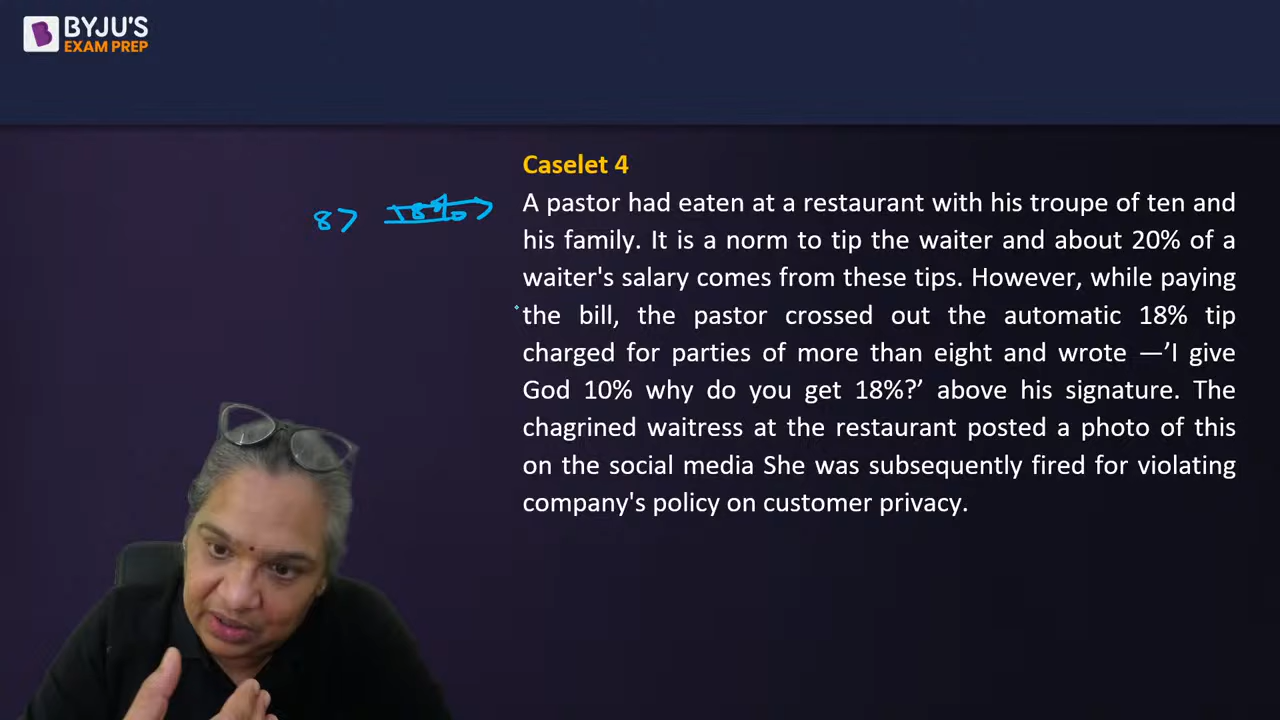 BYJU'S
EXAM PREP
Caselet 4
8> 18%
A pastor had eaten at a restaurant with his troupe of ten and
his family. It is a norm to tip the waiter and about 20% of a
waiter's salary comes from these tips. However, while paying
the bill, the pastor crossed out the automatic 18% tip
charged for parties of more than eight and wrote —’I give
God 10% why do you get 18%?’ above his signature. The
chagrined waitress at the restaurant posted a photo of this
on the social media She was subsequently fired for violating
company's policy on customer privacy.